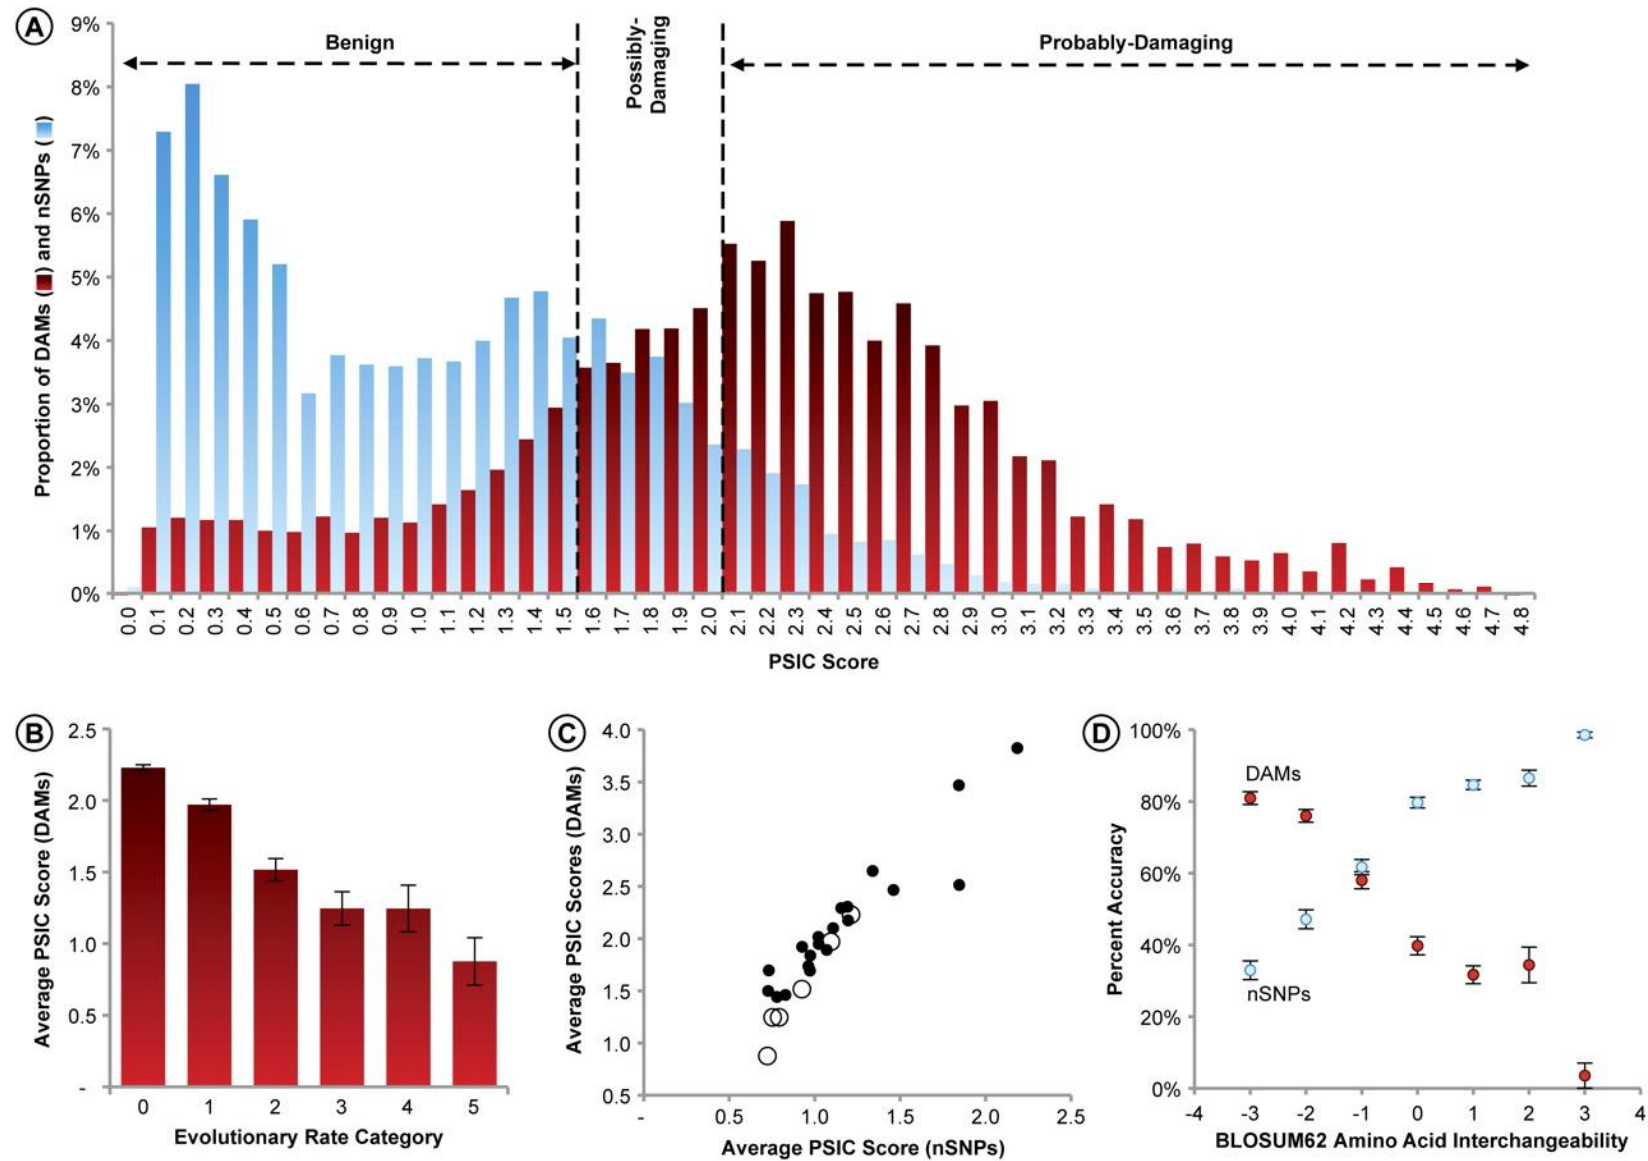 A
9%
8%
7%
6%
5%
4%
3%
2%
1%
0%
Proportion of DAMs ( ) and nSNPs ( )
Benign
Possibly-
Damaging
Probably-Damaging
0.0 0.1 0.2 0.3 0.4 0.5 0.6 0.7 0.8 0.9 1.0 1.1 1.2 1.3 1.4 1.5 1.6 1.7 1.8 1.9 2.0 2.1 2.2 2.3 2.4 2.5 2.6 2.7 2.8 2.9 3.0 3.1 3.2 3.3 3.4 3.5 3.6 3.7 3.8 3.9 4.0 4.1 4.2 4.3 4.4 4.5 4.6 4.7 4.8
PSIC Score
B
2.5
2.0
1.5
1.0
0.5
-
Average PSIC Score (DAMs)
0 1 2 3 4 5
Evolutionary Rate Category
C
4.0
3.5
3.0
2.5
2.0
1.5
1.0
0.5
Average PSIC Scores (DAMs)
- 0.5 1.0 1.5 2.0 2.5
Average PSIC Score (nSNPs)
D
100%
80%
60%
40%
20%
0%
Percent Accuracy
DAMs
nSNPs
-4 -3 -2 -1 0 1 2 3 4
BLOSUM62 Amino Acid Interchangeability